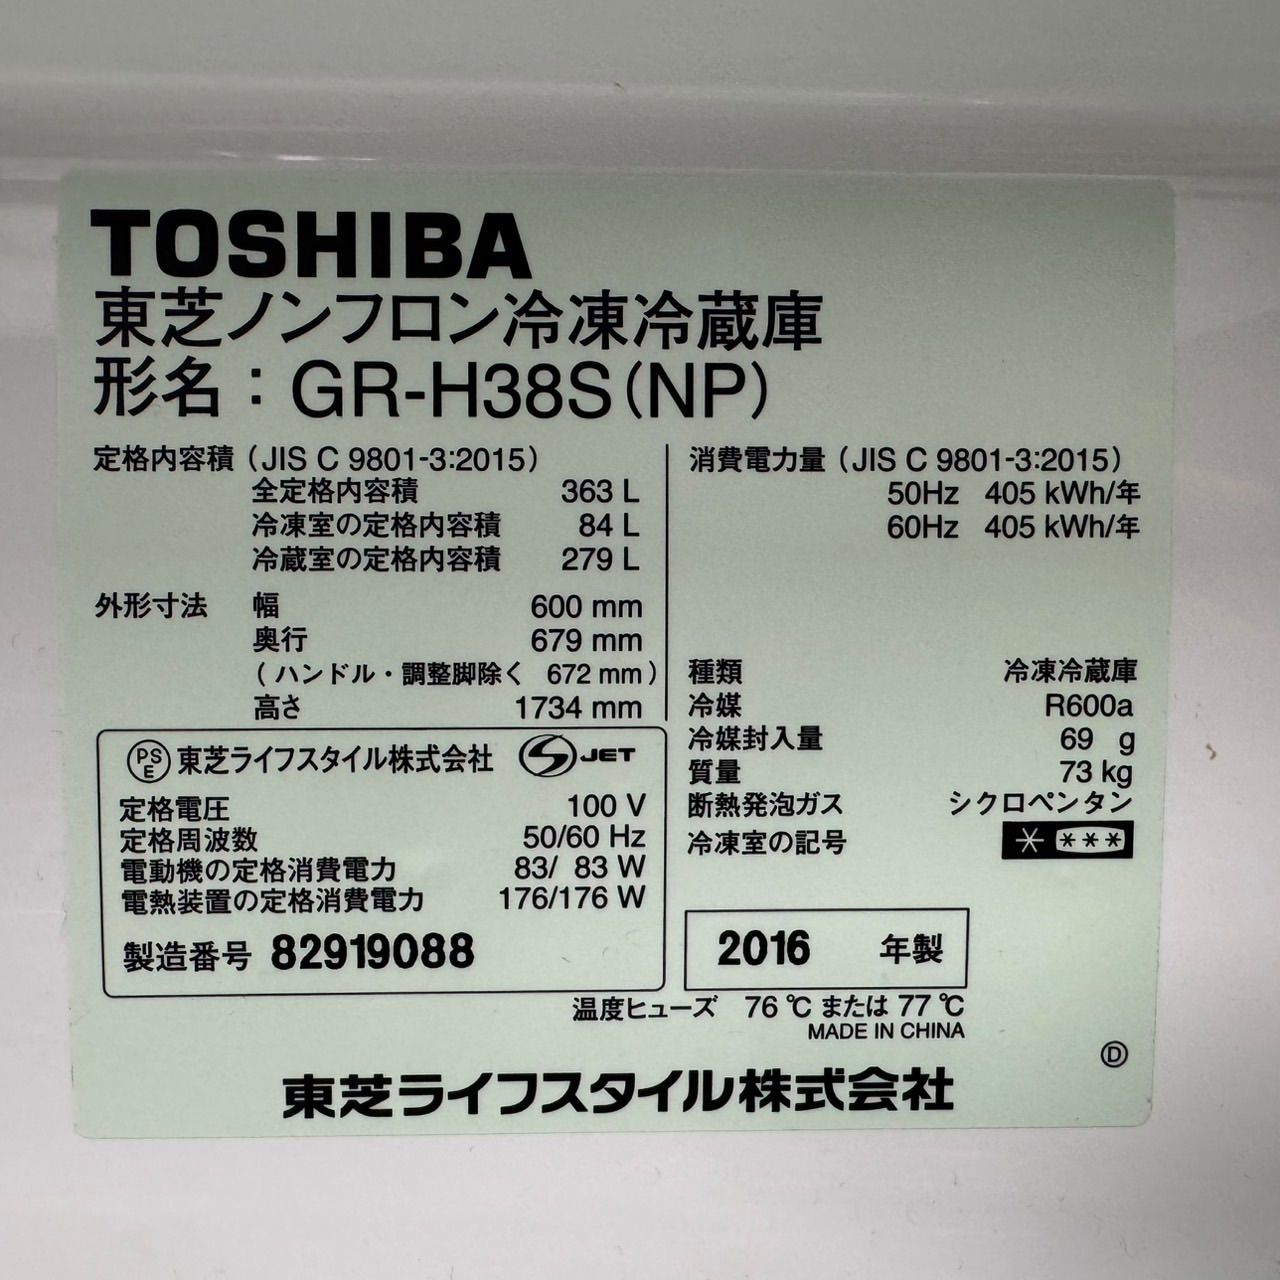 TOSHIBA
東芝ノンフロン冷凍冷蔵庫
形名：GR-H38S(NP)
定格内容積（JIS C 9801-3:2015）
全定格内容積 363 L
冷凍室の定格内容積 84 L
冷蔵室の定格内容積 279 L
外形寸法 幅 600 mm
奥行 679 mm
（ハンドル・調整脚除く 672 mm）
高さ 1734 mm
消費電力量（JIS C 9801-3:2015）
50Hz 405 kWh/年
60Hz 405 kWh/年
種類 冷凍冷蔵庫
冷媒 R600a
冷媒封入量 69 g
質量 73 kg
断熱発泡ガス シクロペンタン
冷凍室の記号 * ***
PSE 東芝ライフスタイル株式会社 S JET
定格電圧 100 V
定格周波数 50/60 Hz
電動機の定格消費電力 83/ 83 W
電熱装置の定格消費電力 176/176 W
製造番号 82919088
2016 年製
温度ヒューズ 76 ℃ または 77 ℃
MADE IN CHINA
Ⓓ
東芝ライフスタイル株式会社